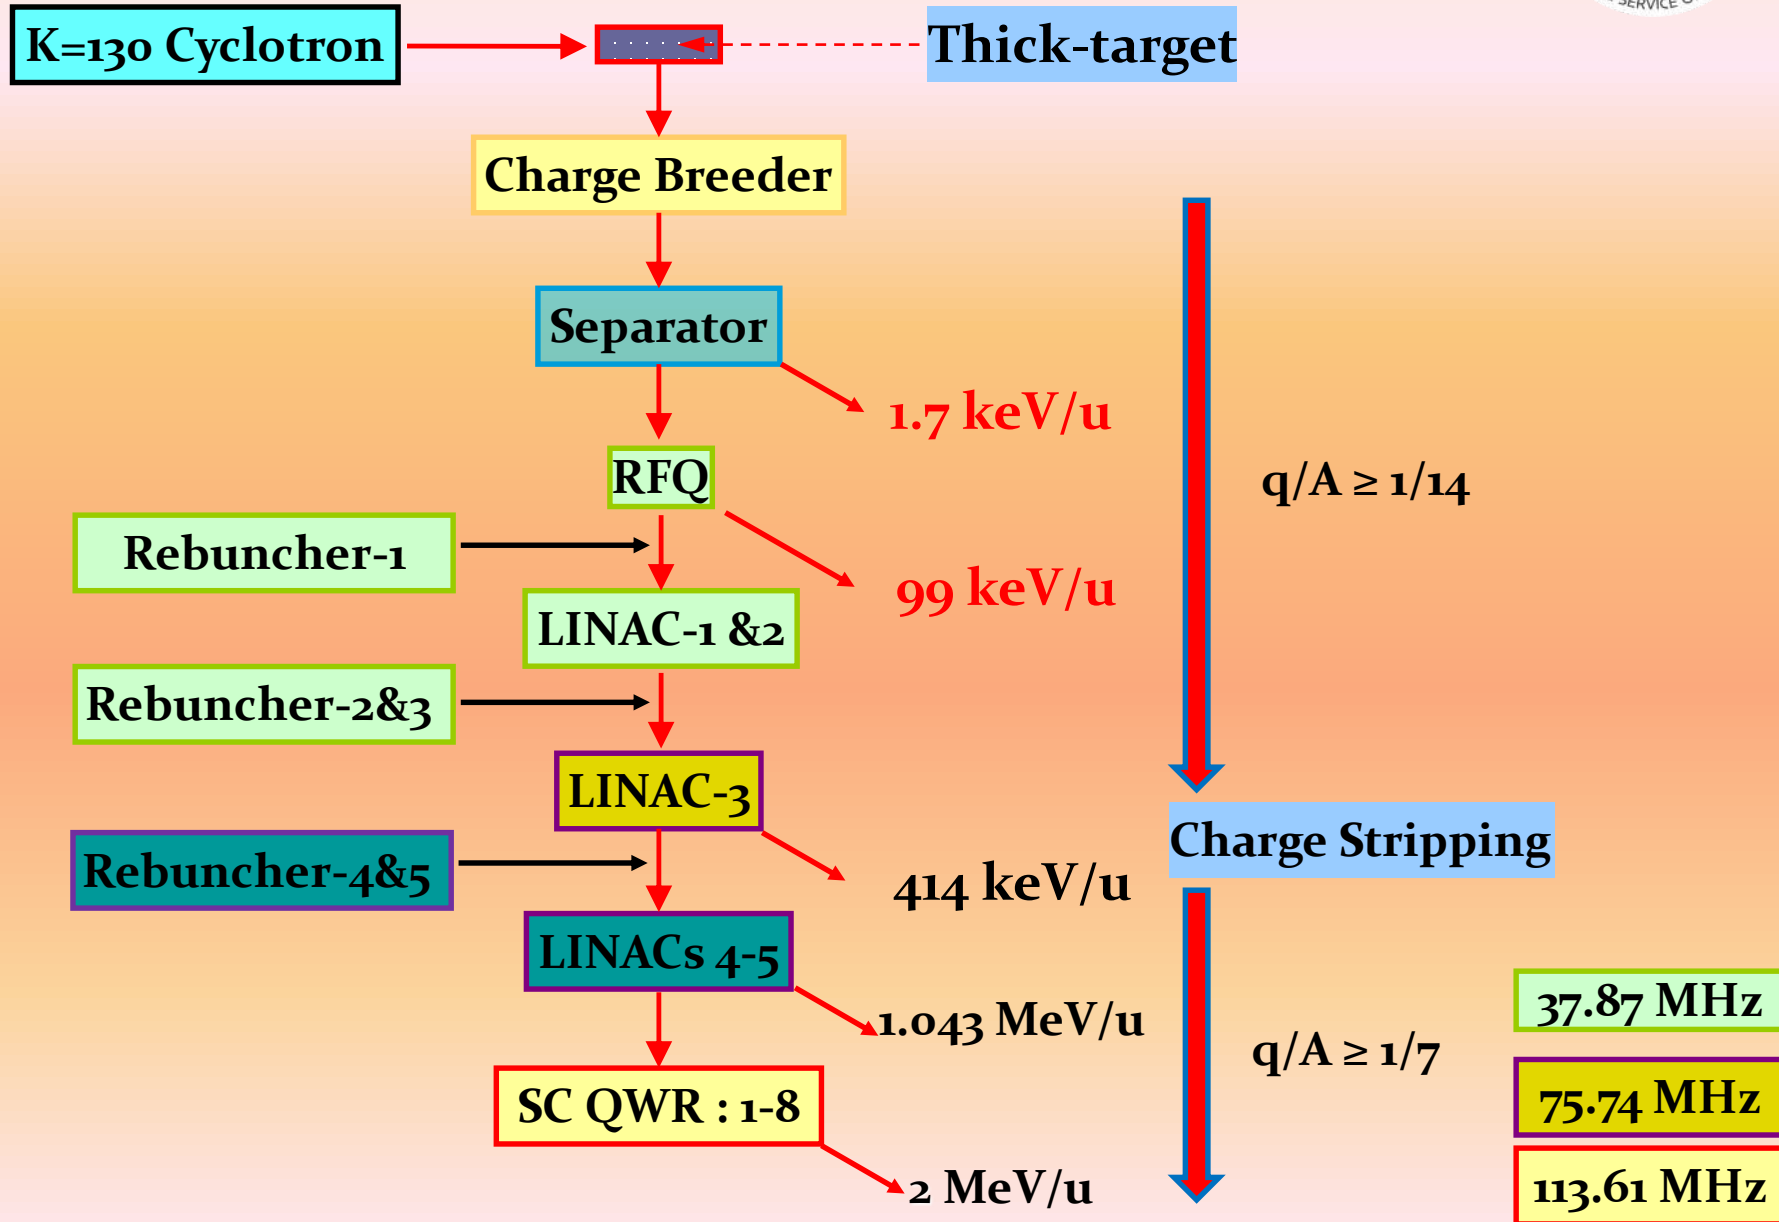 K=130 Cyclotron
Thick-target
Charge Breeder
Separator
1.7 keV/u
RFQ
q/A ≥ 1/14
Rebuncher-1
99 keV/u
LINAC-1 &2
Rebuncher-2&3
LINAC-3
Charge Stripping
Rebuncher-4&5
414 keV/u
LINACs 4-5
37.87 MHz
1.043 MeV/u
q/A ≥ 1/7
SC QWR : 1-8
75.74 MHz
2 MeV/u
113.61 MHz